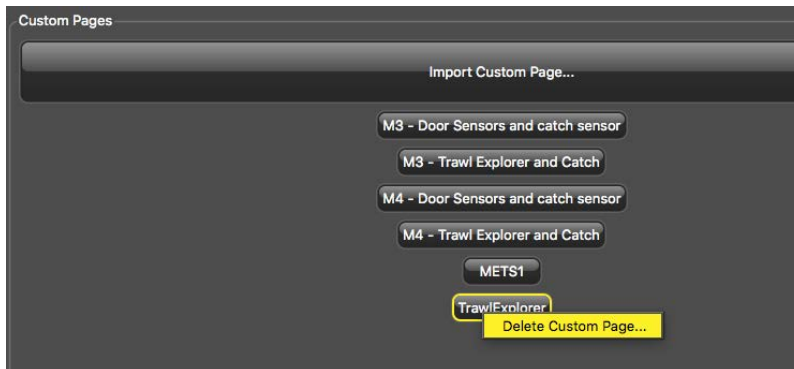 Custom Pages
Import Custom Page...
M3 - Door Sensors and catch sensor
M3 - Trawl Explorer and Catch
M4 - Door Sensors and catch sensor
M4 - Trawl Explorer and Catch
METS1
TrawlExplorer
Delete Custom Page...